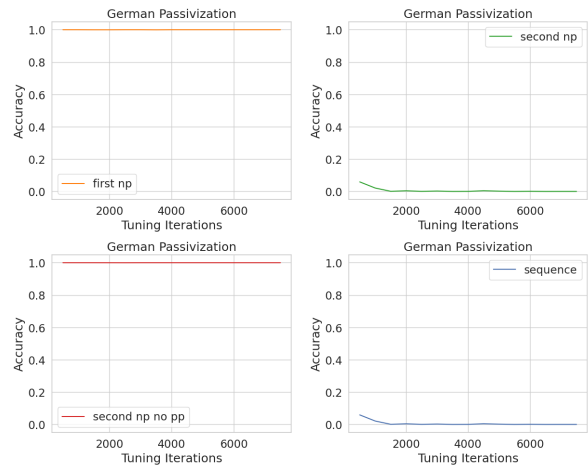 German Passivization
1.0
0.8
0.6
0.4
0.2
0.0
Accuracy
first np
2000 4000 6000
Tuning Iterations
German Passivization
1.0
0.8
0.6
0.4
0.2
0.0
Accuracy
second np
2000 4000 6000
Tuning Iterations
German Passivization
1.0
0.8
0.6
0.4
0.2
0.0
Accuracy
second np no pp
2000 4000 6000
Tuning Iterations
German Passivization
1.0
0.8
0.6
0.4
0.2
0.0
Accuracy
sequence
2000 4000 6000
Tuning Iterations